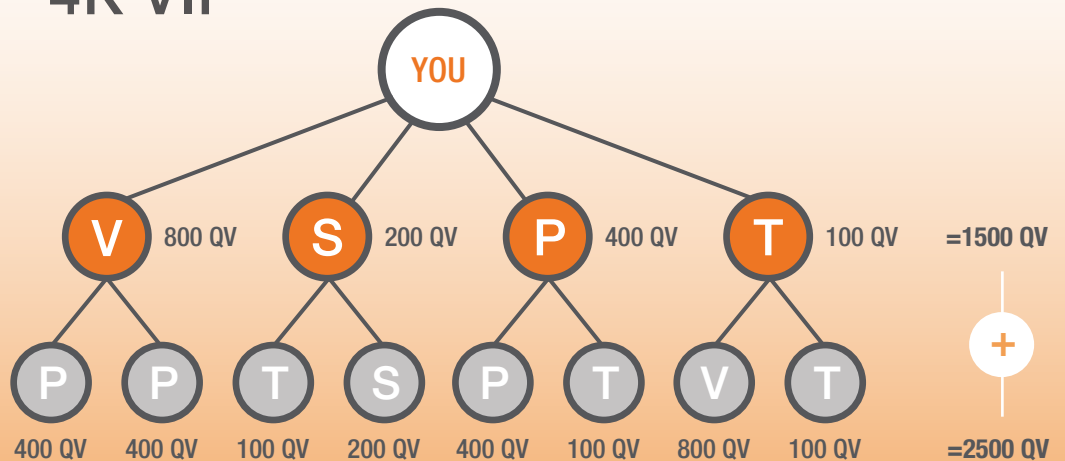 YOU
V 800 QV S 200 QV P 400 QV T 100 QV =1500 QV
+
P P T S P T V T
400 QV 400 QV 100 QV 200 QV 400 QV 100 QV 800 QV 100 QV =2500 QV